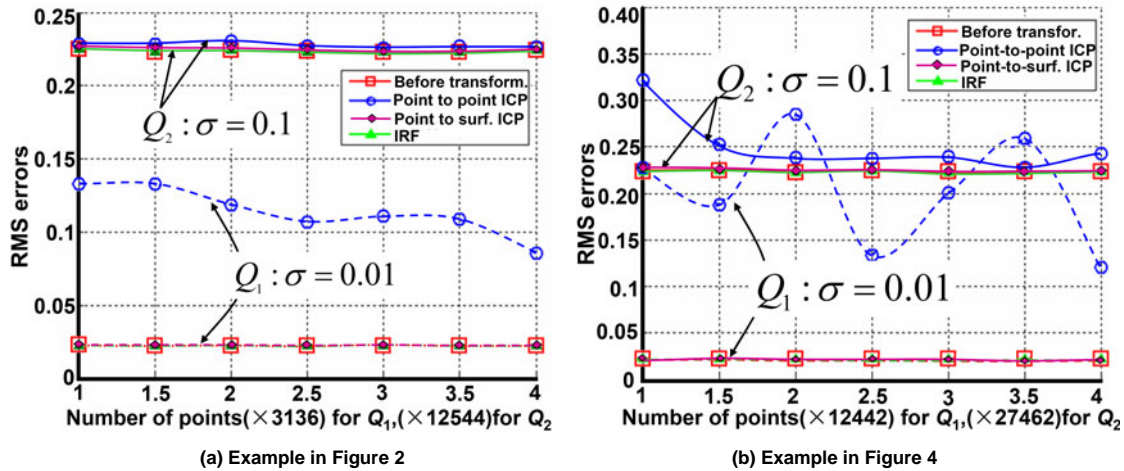 0.25
0.20
0.15
0.1
0.05
0
RMS errors
Before transform.
Point to point ICP
Point to surf. ICP
IRF
Q2 : σ = 0.1
Q1 : σ = 0.01
1 1.5 2 2.5 3 3.5 4
Number of points(×3136) for Q1,(×12544)for Q2
(a) Example in Figure 2
0.40
0.35
0.30
0.25
0.20
0.15
0.10
0.05
0
RMS errors
Before transfor.
Point-to-point ICP
Point-to-surf. ICP
IRF
Q2 : σ = 0.1
Q1 : σ = 0.01
1 1.5 2 2.5 3 3.5 4
Number of points(×12442) for Q1,(×27462)for Q2
(b) Example in Figure 4